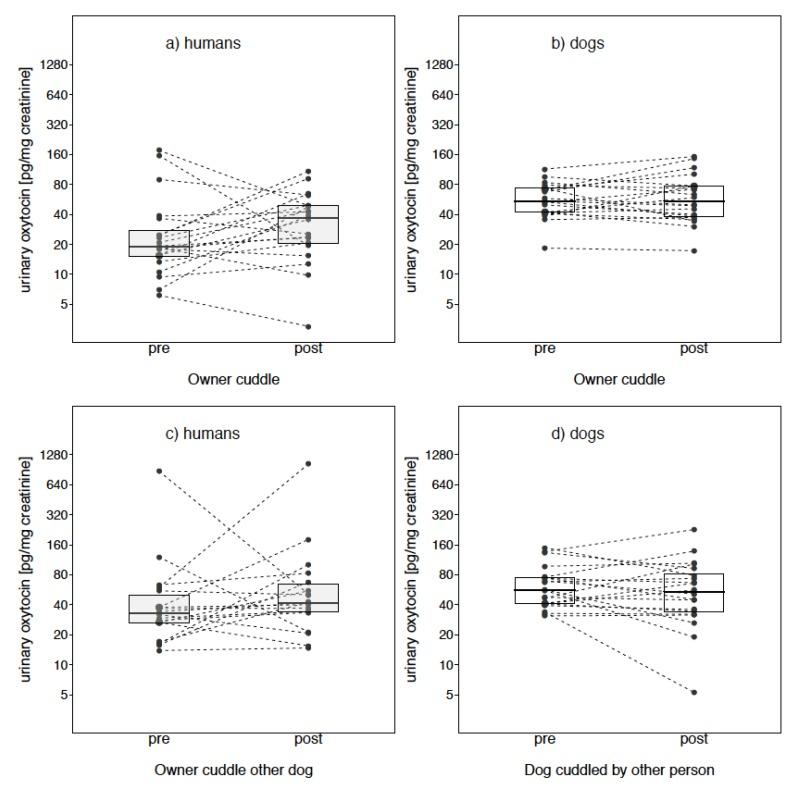 a) humans
urinary oxytocin [pg/mg creatinine]
1280
640
320
160
80
40
20
10
5
pre post
Owner cuddle
b) dogs
urinary oxytocin [pg/mg creatinine]
1280
640
320
160
80
40
20
10
5
pre post
Owner cuddle
c) humans
urinary oxytocin [pg/mg creatinine]
1280
640
320
160
80
40
20
10
5
pre post
Owner cuddle other dog
d) dogs
urinary oxytocin [pg/mg creatinine]
1280
640
320
160
80
40
20
10
5
pre post
Dog cuddled by other person